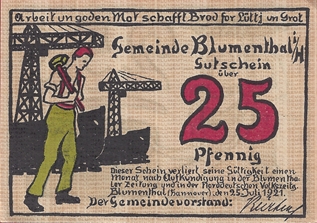 Arbeit un goden Mot schafft Brod for Lüttj un Grot
Gemeinde Blumenthal i/H
Gutschein
über
25
Pfennig
Dieser Schein verliert seine Gültigkeit einen
Monat nach Aufkündigung in der Blumentha-
ler Zeitung und in der Norddeutschen Volkszeitg.
Blumenthal (Hannover), den 25. Juli 1921.
Der Gemeindevorstand: